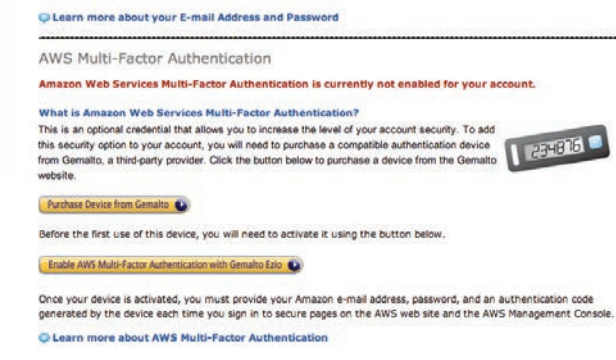 Learn more about your E-mail Address and Password
AWS Multi-Factor Authentication
Amazon Web Services Multi-Factor Authentication is currently not enabled for your account.
What is Amazon Web Services Multi-Factor Authentication?
This is an optional credential that allows you to increase the level of your account security. To add
this security option to your account, you will need to purchase a compatible authentication device
from Gemalto, a third-party provider. Click the button below to purchase a device from the Gemalto
website.
234876
Purchase Device from Gemalto
Before the first use of this device, you will need to activate it using the button below.
Enable AWS Multi-Factor Authentication with Gemalto Ezio
Once your device is activated, you must provide your Amazon e-mail address, password, and an authentication code
generated by the device each time you sign in to secure pages on the AWS web site and the AWS Management Console.
Learn more about AWS Multi-Factor Authentication